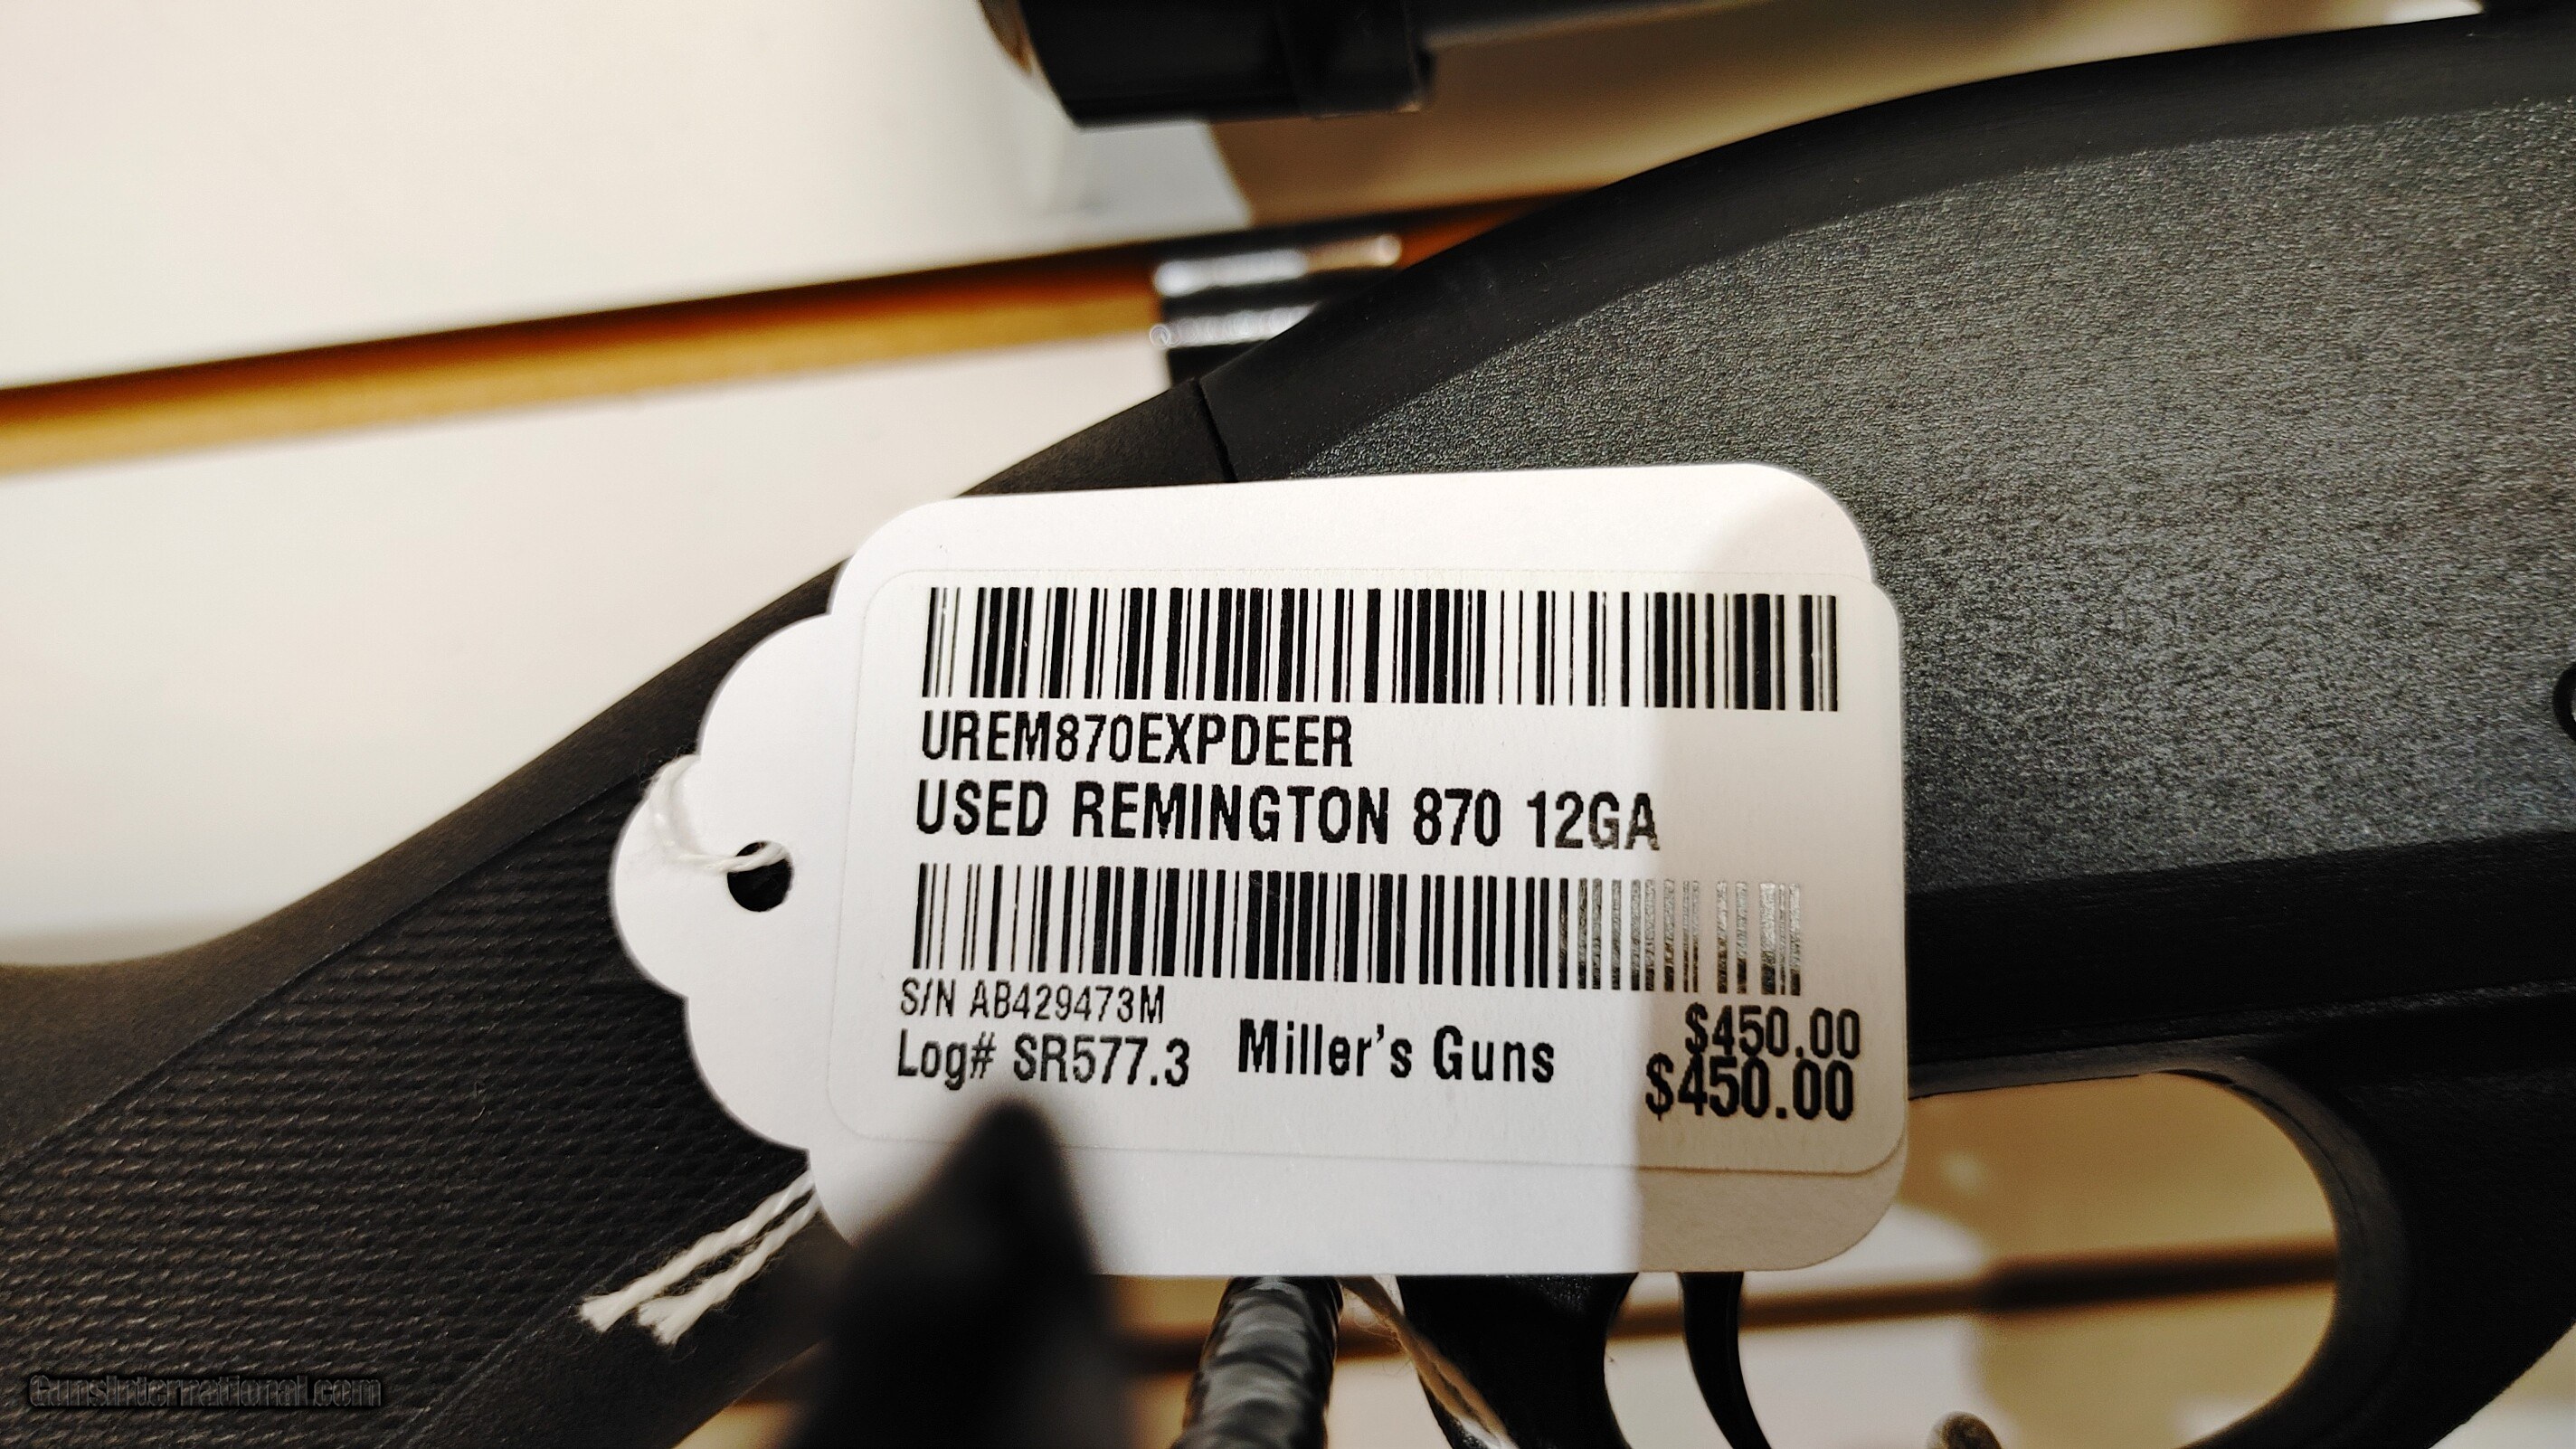 UREM870EXPDEER
USED REMINGTON 870 12GA
S/N AB429473M
$450.00
Log# SR577.3 Miller's Guns $450.00
GunsInternational.com